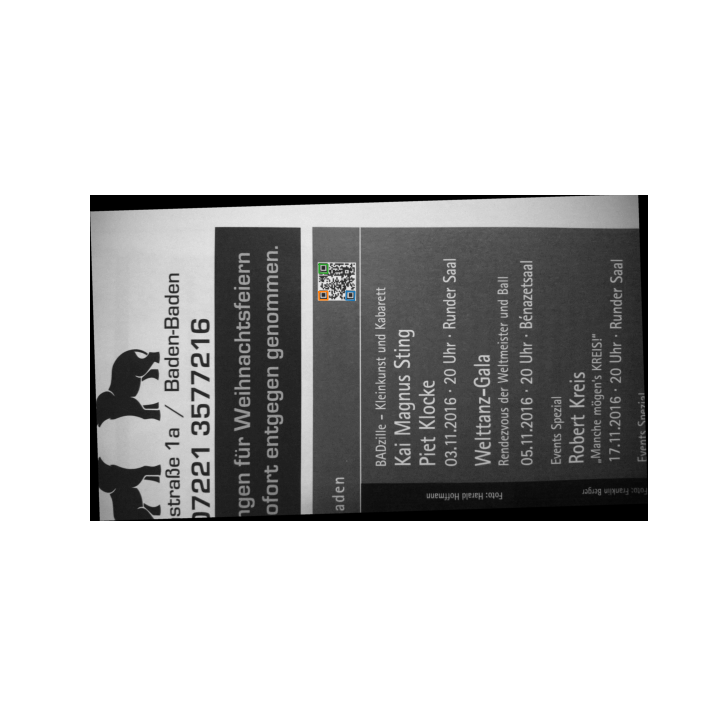 straße 1a / Baden-Baden
07221 3577216
ngen für Weihnachtsfeiern
ofort entgegen genommen.
aden
BADzille – Kleinkunst und Kabarett
Kai Magnus Sting
Piet Klocke
03.11.2016 · 20 Uhr · Runder Saal
Welttanz-Gala
Rendezvous der Weltmeister und Ball
05.11.2016 · 20 Uhr · Bénazetsaal
Events Spezial
Robert Kreis
„Manche mögen's KREIS!"
17.11.2016 · 20 Uhr · Runder Saal
Events Spezial
Foto: Harald Hoffmann
Foto: Franklin Berger